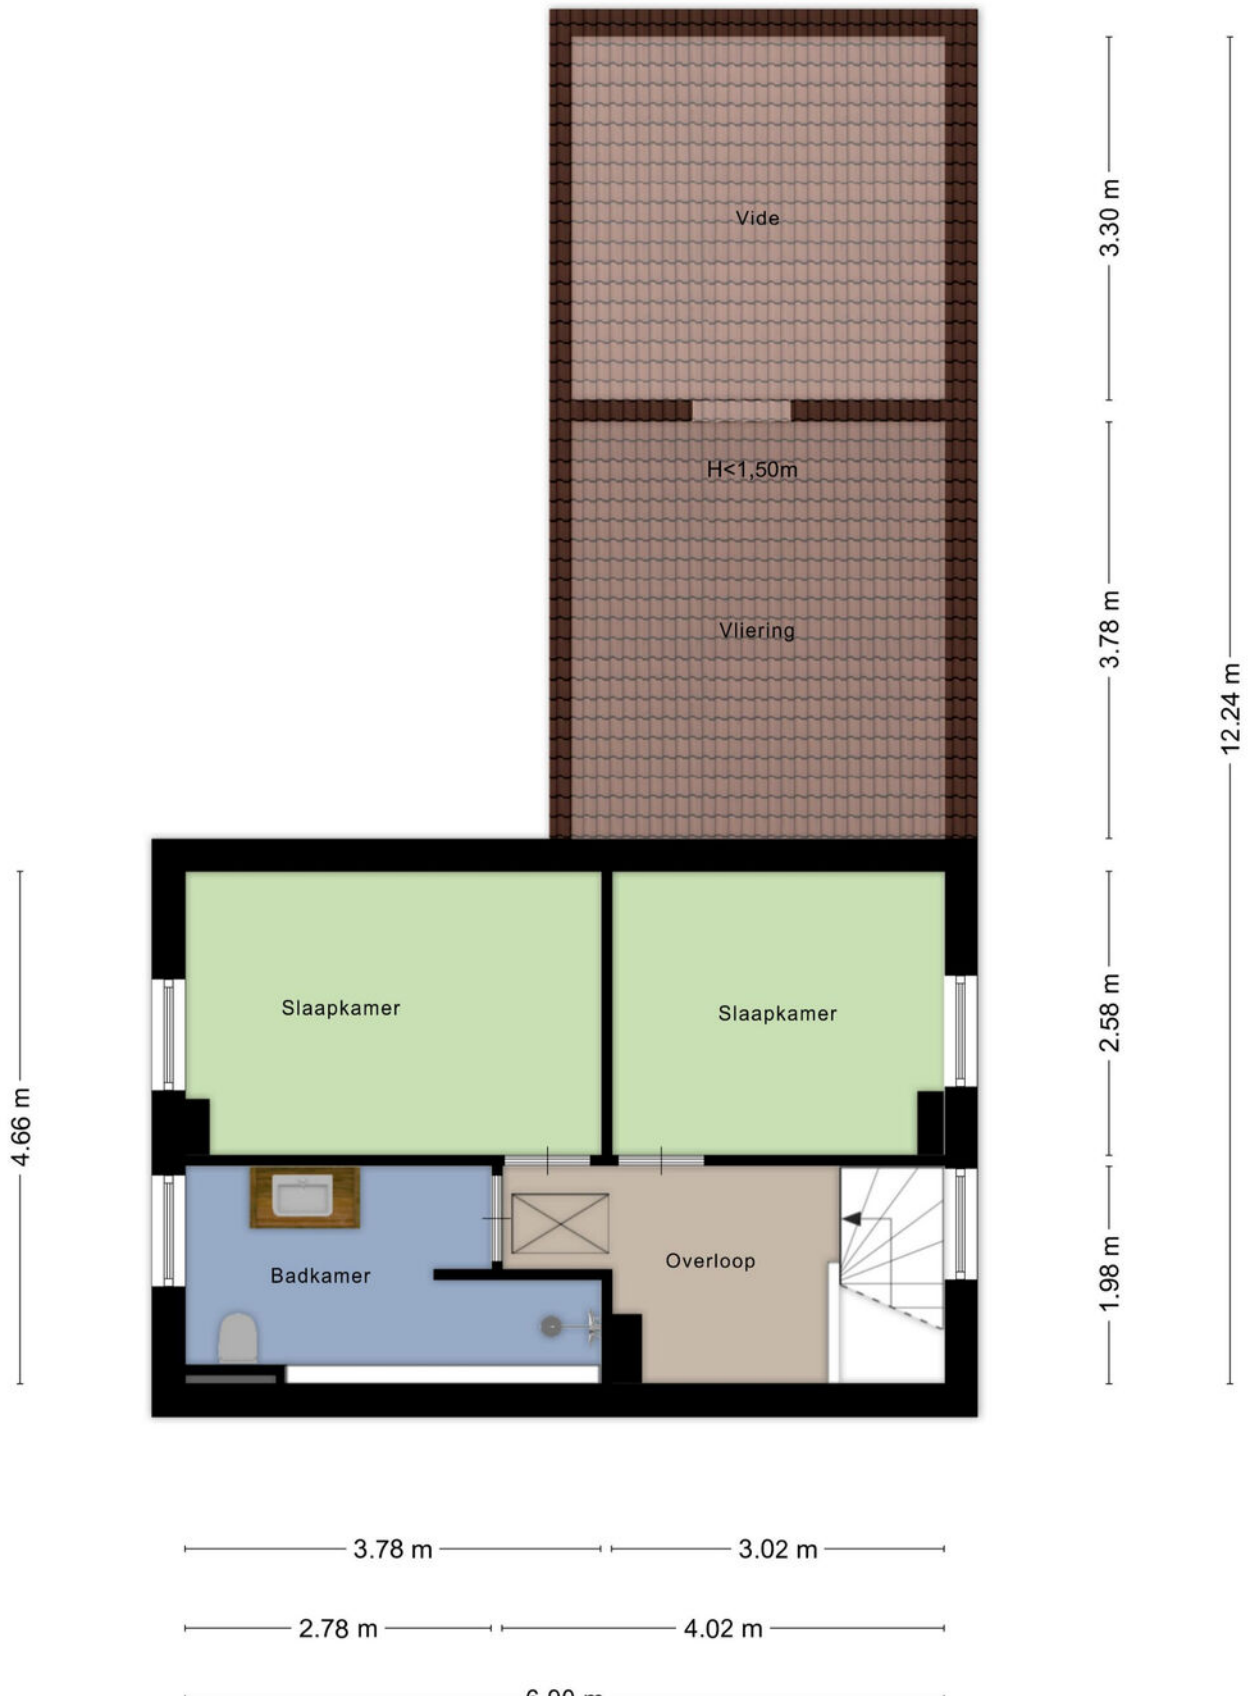 Vide
3.30 m
H<1,50m
Vliering
3.78 m
12.24 m
Slaapkamer
Slaapkamer
2.58 m
4.66 m
Badkamer
Overloop
1.98 m
3.78 m
3.02 m
2.78 m
4.02 m